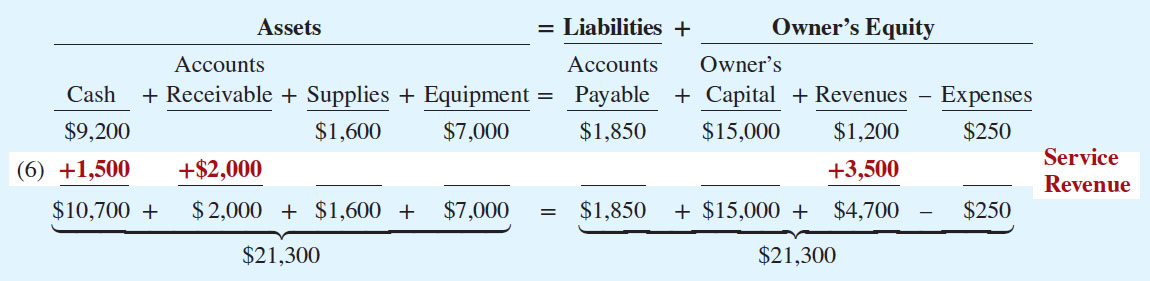 Assets = Liabilities + Owner's Equity
Accounts Accounts Owner's
Cash + Receivable + Supplies + Equipment = Payable + Capital + Revenues – Expenses
$9,200 $1,600 $7,000 $1,850 $15,000 $1,200 $250
(6) +1,500 +$2,000 +3,500 Service Revenue
$10,700 + $2,000 + $1,600 + $7,000 = $1,850 + $15,000 + $4,700 – $250
$21,300 $21,300